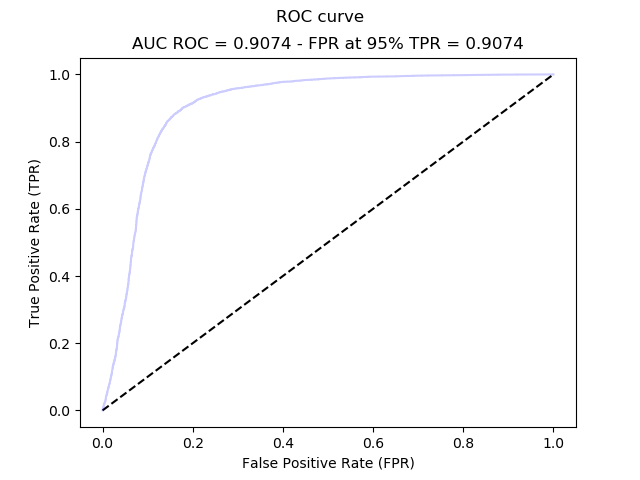 ROC curve
AUC ROC = 0.9074 - FPR at 95% TPR = 0.9074
1.0
0.8
0.6
0.4
0.2
0.0
True Positive Rate (TPR)
0.0 0.2 0.4 0.6 0.8 1.0
False Positive Rate (FPR)